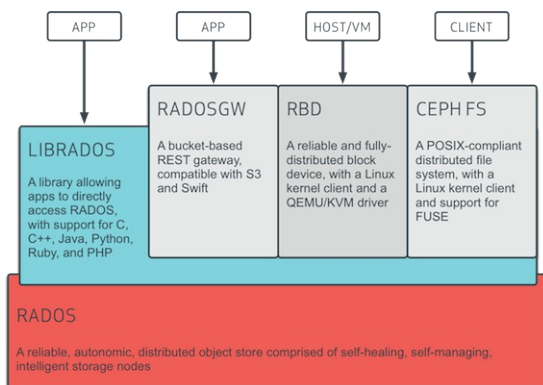 APP
APP
HOST/VM
CLIENT
LIBRADOS
A library allowing
apps to directly
access RADOS,
with support for C,
C++, Java, Python,
Ruby, and PHP
RADOSGW
A bucket-based
REST gateway,
compatible with S3
and Swift
RBD
A reliable and fully-
distributed block
device, with a Linux
kernel client and a
QEMU/KVM driver
CEPH FS
A POSIX-compliant
distributed file
system, with a
Linux kernel client
and support for
FUSE
RADOS
A reliable, autonomic, distributed object store comprised of self-healing, self-managing,
intelligent storage nodes